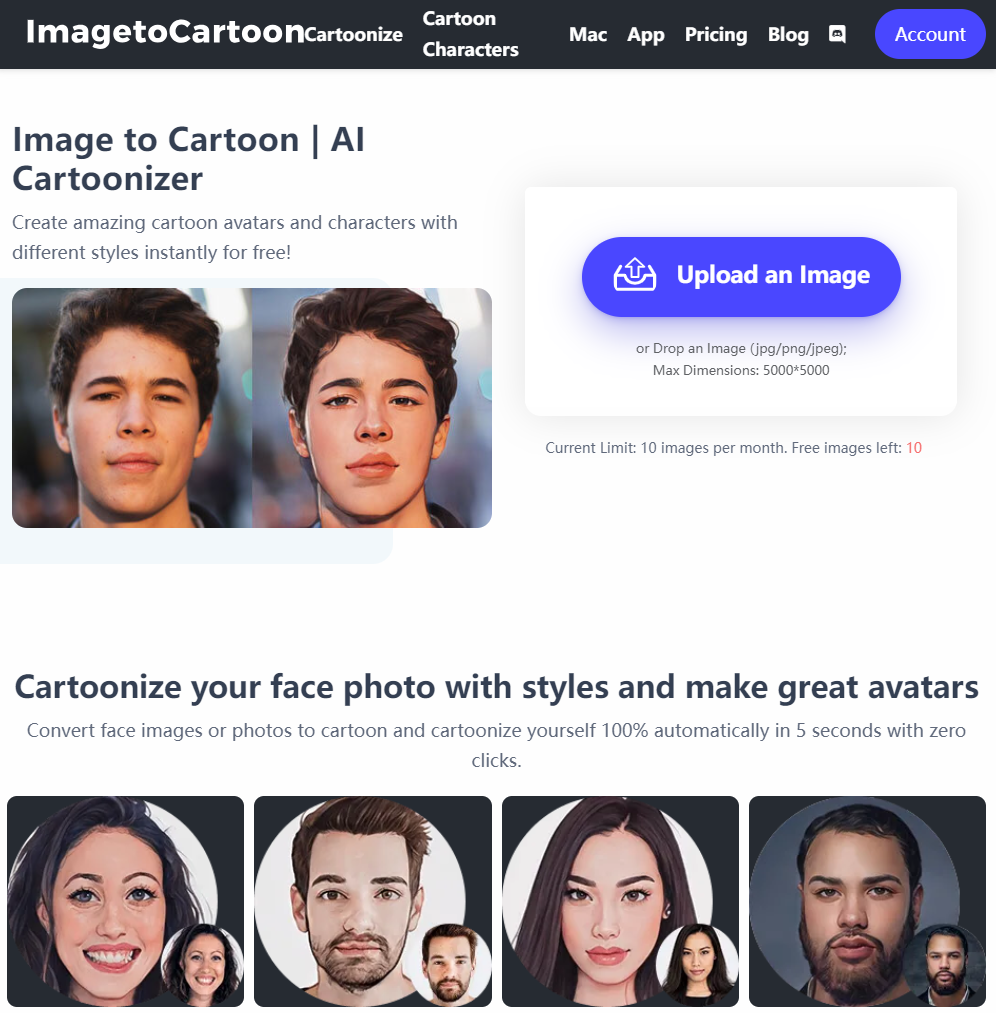 ImagetoCartoon
Cartoonize
Cartoon
Characters
Mac
App
Pricing
Blog
Account
Image to Cartoon | AI
Cartoonizer
Create amazing cartoon avatars and characters with
different styles instantly for free!
Upload an Image
or Drop an Image (jpg/png/jpeg);
Max Dimensions: 5000*5000
Current Limit: 10 images per month. Free images left: 10
Cartoonize your face photo with styles and make great avatars
Convert face images or photos to cartoon and cartoonize yourself 100% automatically in 5 seconds with zero
clicks.